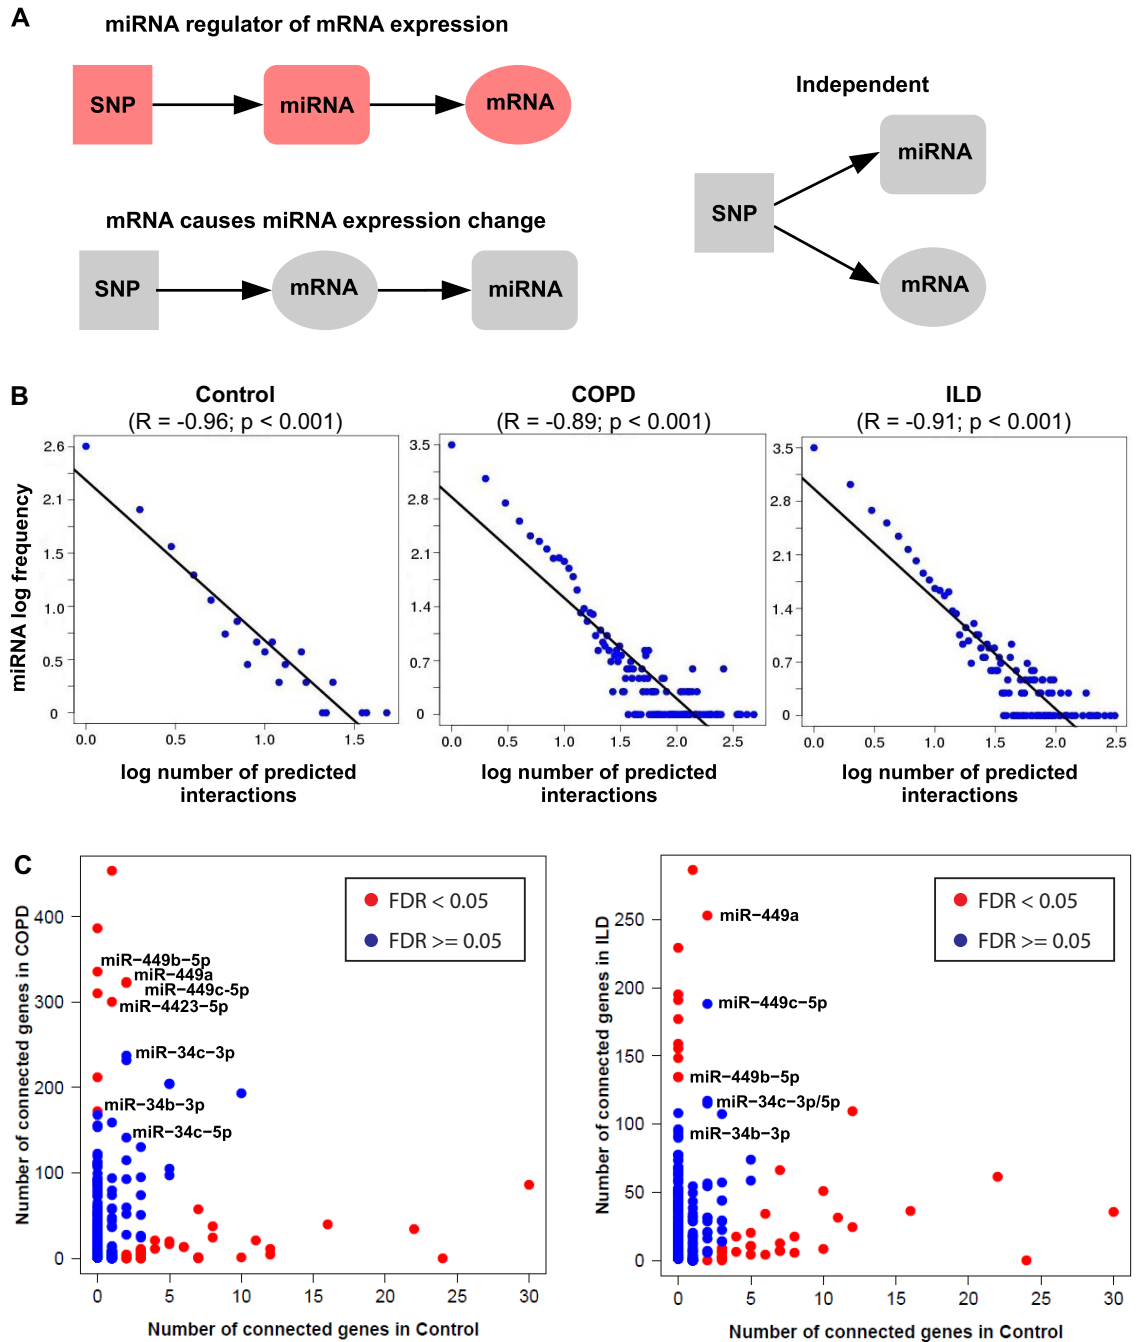 A
miRNA regulator of mRNA expression
SNP
miRNA
mRNA
Independent
SNP
miRNA
mRNA
mRNA causes miRNA expression change
SNP
mRNA
miRNA
B
Control
(R = -0.96; p < 0.001)
COPD
(R = -0.89; p < 0.001)
ILD
(R = -0.91; p < 0.001)
miRNA log frequency
2.6
2.1
1.5
1.0
0.5
0
0.0
0.5
1.0
1.5
log number of predicted
interactions
3.5
2.8
2.1
1.4
0.7
0
0.0
0.5
1.0
1.5
2.0
2.5
log number of predicted
interactions
3.5
2.8
2.1
1.4
0.7
0
0.0
0.5
1.0
1.5
2.0
2.5
log number of predicted
interactions
C
Number of connected genes in COPD
400
300
200
100
0
FDR < 0.05
FDR >= 0.05
miR−449b−5p
miR−449a
miR−449c-5p
miR−4423−5p
miR−34c−3p
miR−34b−3p
miR−34c−5p
0
5
10
15
20
25
30
Number of connected genes in Control
Number of connected genes in ILD
250
200
150
100
50
0
FDR < 0.05
FDR >= 0.05
miR−449a
miR−449c−5p
miR−449b−5p
miR−34c−3p/5p
miR−34b−3p
0
5
10
15
20
25
30
Number of connected genes in Control